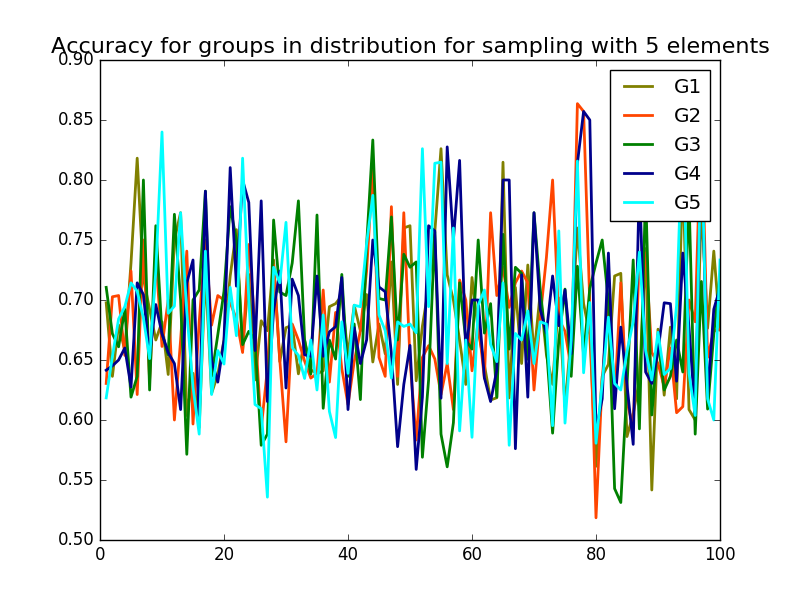 Accuracy for groups in distribution for sampling with 5 elements
0.90
0.85
0.80
0.75
0.70
0.65
0.60
0.55
0.50
0 20 40 60 80 100
G1
G2
G3
G4
G5